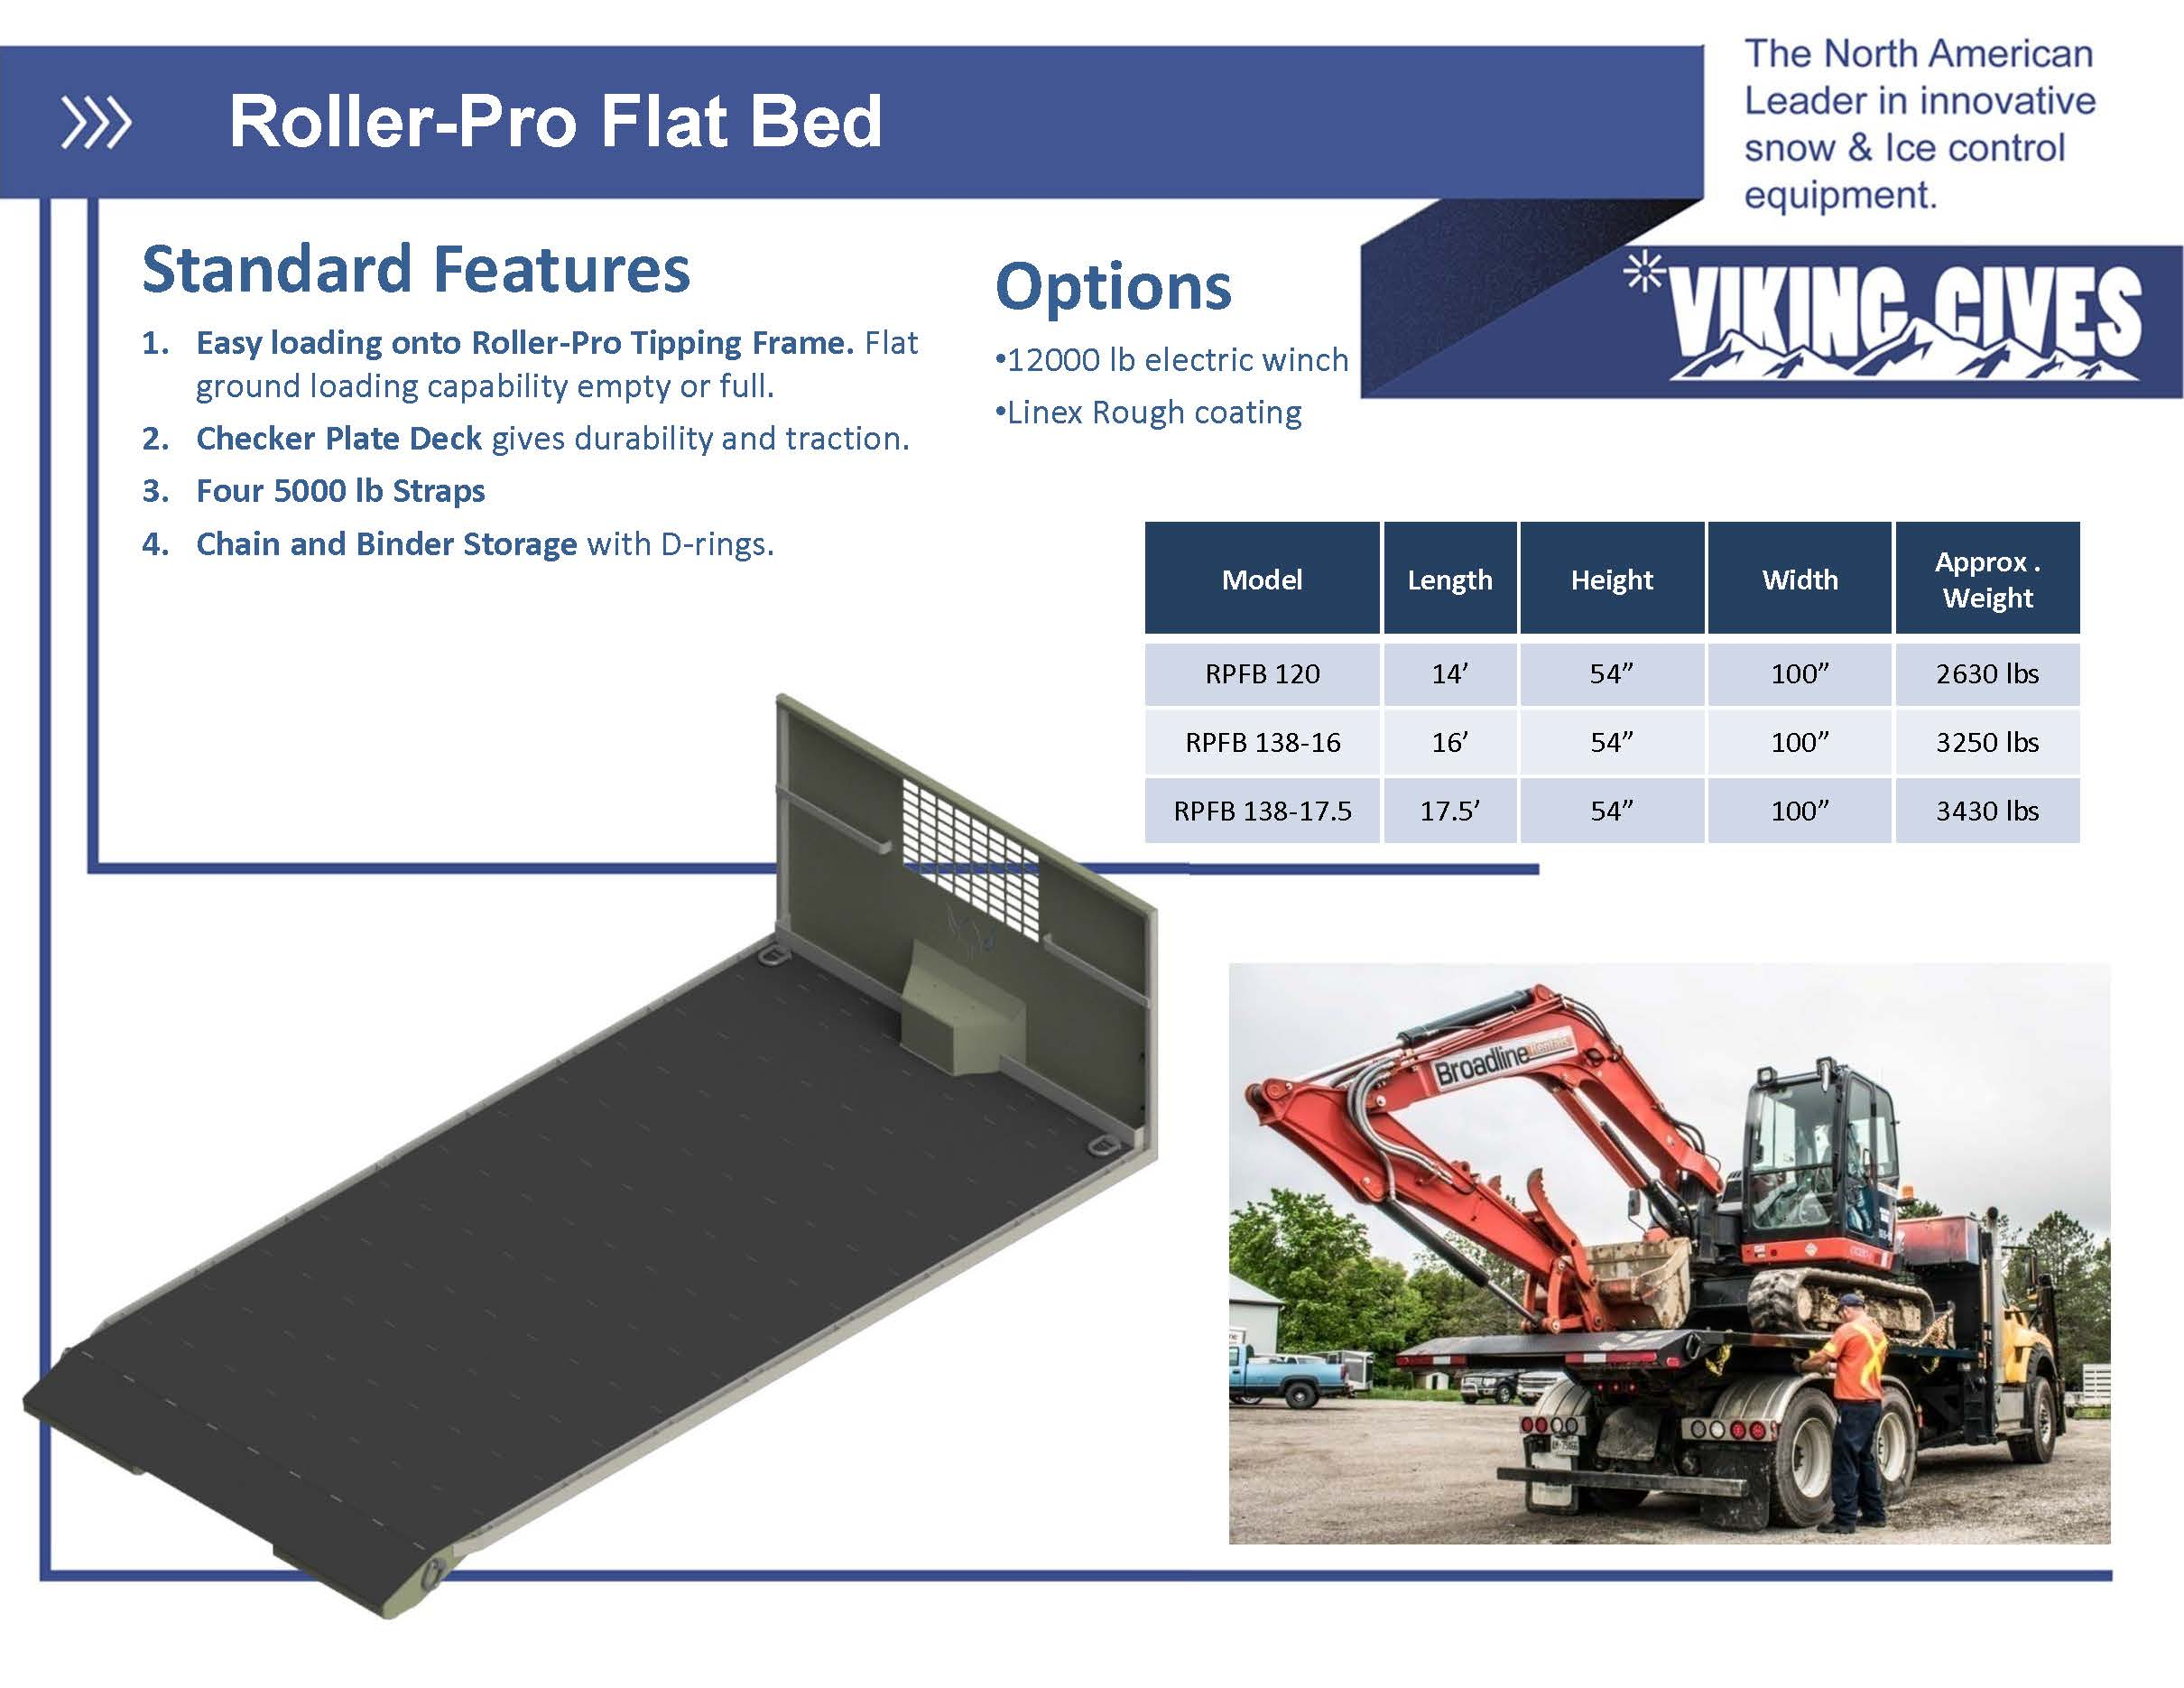 Roller-Pro Flat Bed
The North American
Leader in innovative
snow & Ice control
equipment.
VIKING CIVES
Standard Features
1. Easy loading onto Roller-Pro Tipping Frame. Flat
ground loading capability empty or full.
2. Checker Plate Deck gives durability and traction.
3. Four 5000 lb Straps
4. Chain and Binder Storage with D-rings.
Options
•12000 lb electric winch
•Linex Rough coating
Model Length Height Width Approx .
Weight
RPFB 120 14’ 54” 100” 2630 lbs
RPFB 138-16 16’ 54” 100” 3250 lbs
RPFB 138-17.5 17.5’ 54” 100” 3430 lbs
Broadline Rentals